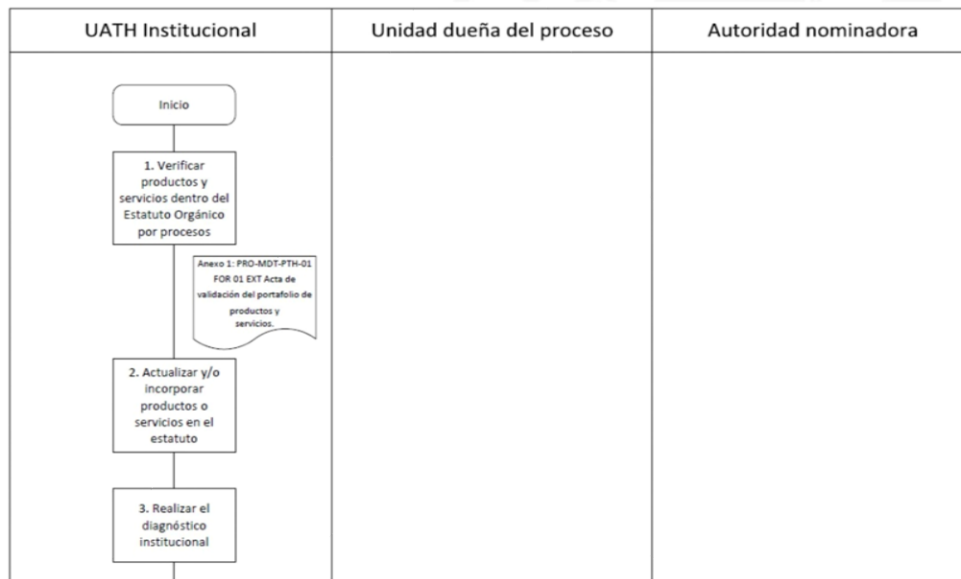 UATH Institucional
Unidad dueña del proceso
Autoridad nominadora
Inicio
1. Verificar
productos y
servicios dentro del
Estatuto Orgánico
por procesos
Anexo 1: PRO-MDT-PTH-01
FOR 01 EXT Acta de
validación del portafolio de
productos y
servicios.
2. Actualizar y/o
incorporar
productos o
servicios en el
estatuto
3. Realizar el
diagnóstico
institucional